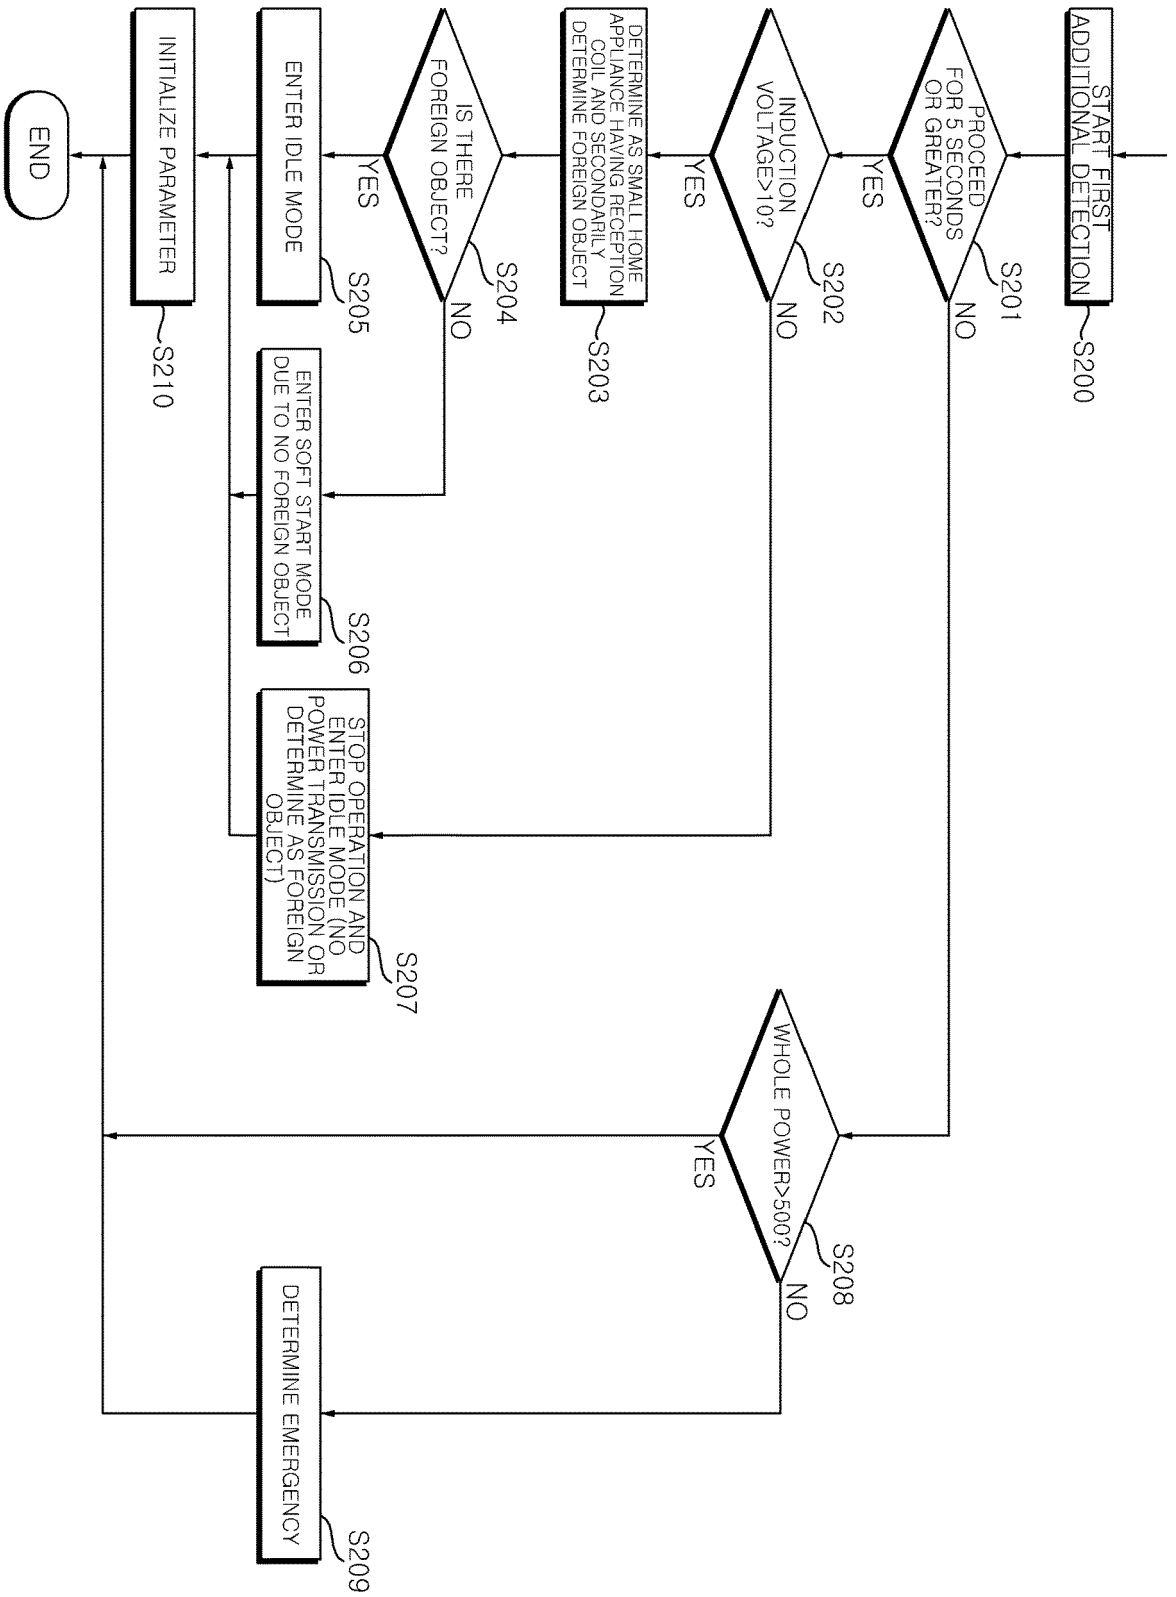 START FIRST
ADDITIONAL DETECTION
S200
PROCEED
FOR 5 SECONDS
OR GREATER?
S201
YES
NO
INDUCTION
VOLTAGE>10?
S202
YES
NO
DETERMINE AS SMALL HOME
APPLIANCE HAVING RECEPTION
COIL AND SECONDARILY
DETERMINE FOREIGN OBJECT
S203
IS THERE
FOREIGN OBJECT?
S204
YES
NO
ENTER IDLE MODE
S205
ENTER SOFT START MODE
DUE TO NO FOREIGN OBJECT
S206
STOP OPERATION AND
ENTER IDLE MODE (NO
POWER TRANSMISSION OR
DETERMINE AS FOREIGN
OBJECT)
S207
WHOLE POWER>500?
S208
YES
NO
DETERMINE EMERGENCY
S209
INITIALIZE PARAMETER
S210
END